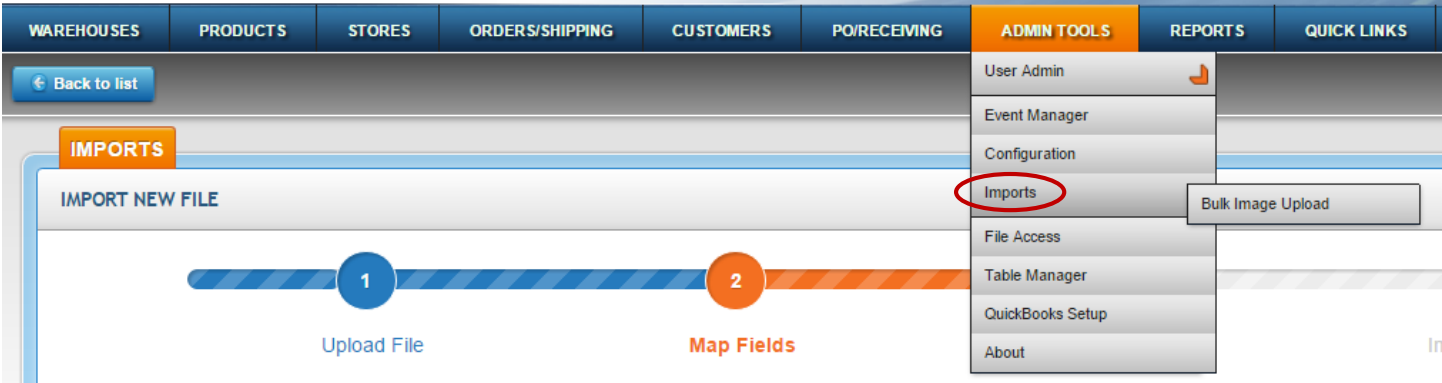 WAREHOUSES PRODUCTS STORES ORDERS/SHIPPING CUSTOMERS PO/RECEIVING ADMIN TOOLS REPORTS QUICK LINKS
Back to list
User Admin
Event Manager
Configuration
Imports
Bulk Image Upload
File Access
Table Manager
QuickBooks Setup
About
IMPORTS
IMPORT NEW FILE
1 2
Upload File Map Fields